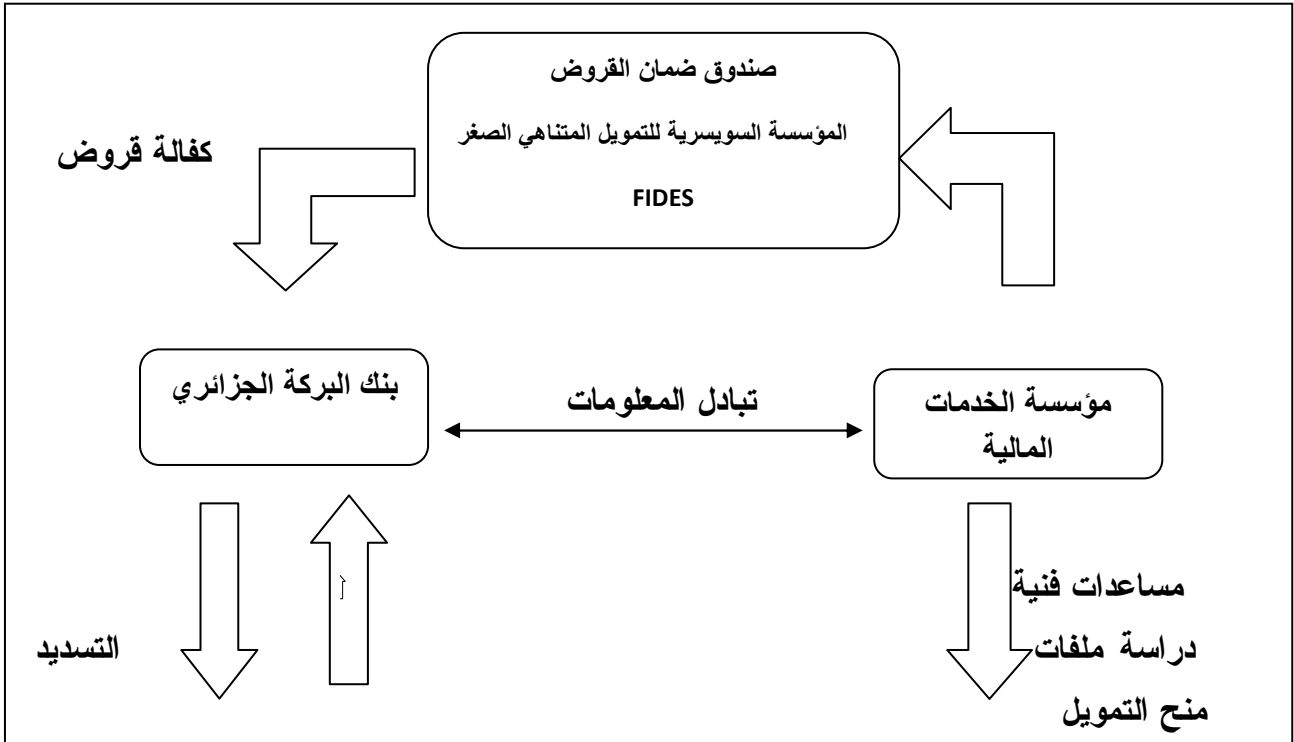 صندوق ضمان القروض
المؤسسة السويسرية للتمويل المتناهي الصغر
FIDES
كفالة قروض
بنك البركة الجزائري
تبادل المعلومات
مؤسسة الخدمات
المالية
مساعدات فنية
دراسة ملفات
منح التمويل
التسديد